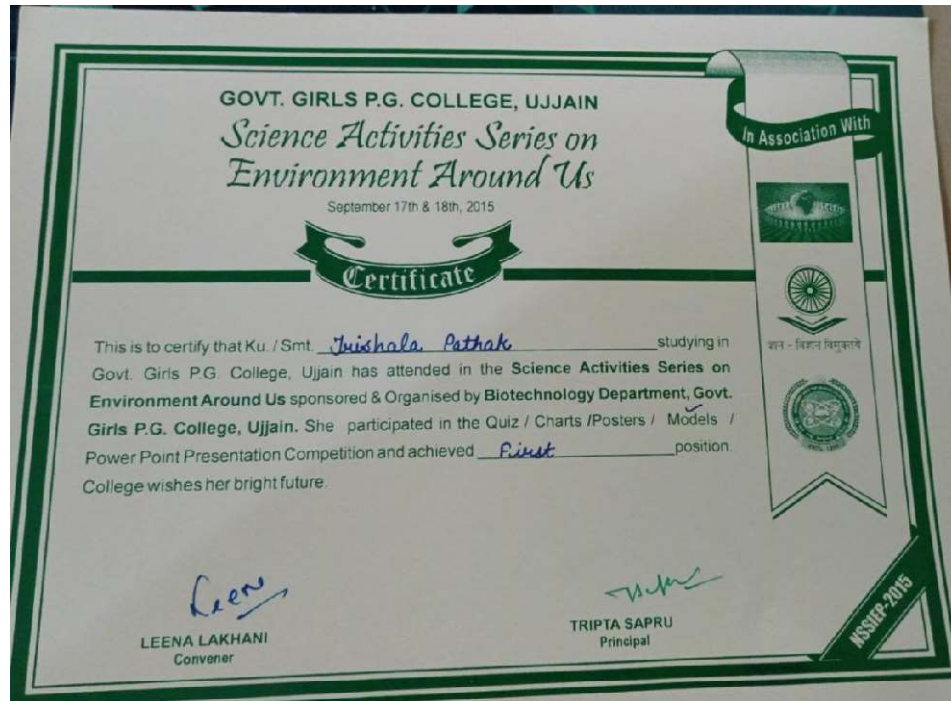 GOVT. GIRLS P.G. COLLEGE, UJJAIN
Science Activities Series on
Environment Around Us
September 17th & 18th, 2015
Certificate
This is to certify that Ku. / Smt. Trishala Pathak studying in
Govt. Girls P.G. College, Ujjain has attended in the Science Activities Series on
Environment Around Us sponsored & Organised by Biotechnology Department, Govt.
Girls P.G. College, Ujjain. She participated in the Quiz / Charts /Posters / Models /
Power Point Presentation Competition and achieved First position.
College wishes her bright future.
Leena
LEENA LAKHANI
Convener
TRIPTA SAPRU
Principal
In Association With
ज्ञान - विज्ञान विमुक्तये
NSSIEP-2015